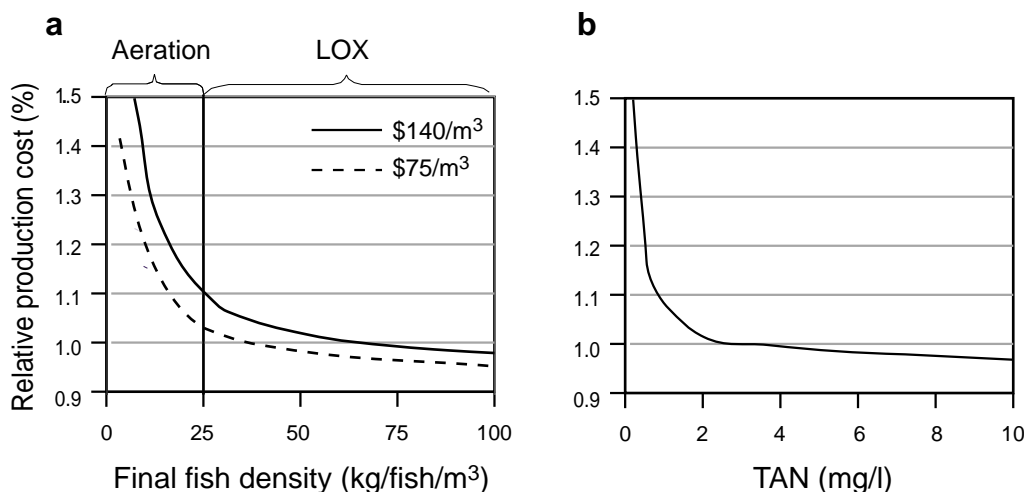 a
Aeration
LOX
Relative production cost (%)
1.5
1.4
1.3
1.2
1.1
1.0
0.9
$140/m³
$75/m³
0 25 50 75 100
Final fish density (kg/fish/m³)
b
1.5
1.4
1.3
1.2
1.1
1.0
0.9
0 2 4 6 8 10
TAN (mg/l)